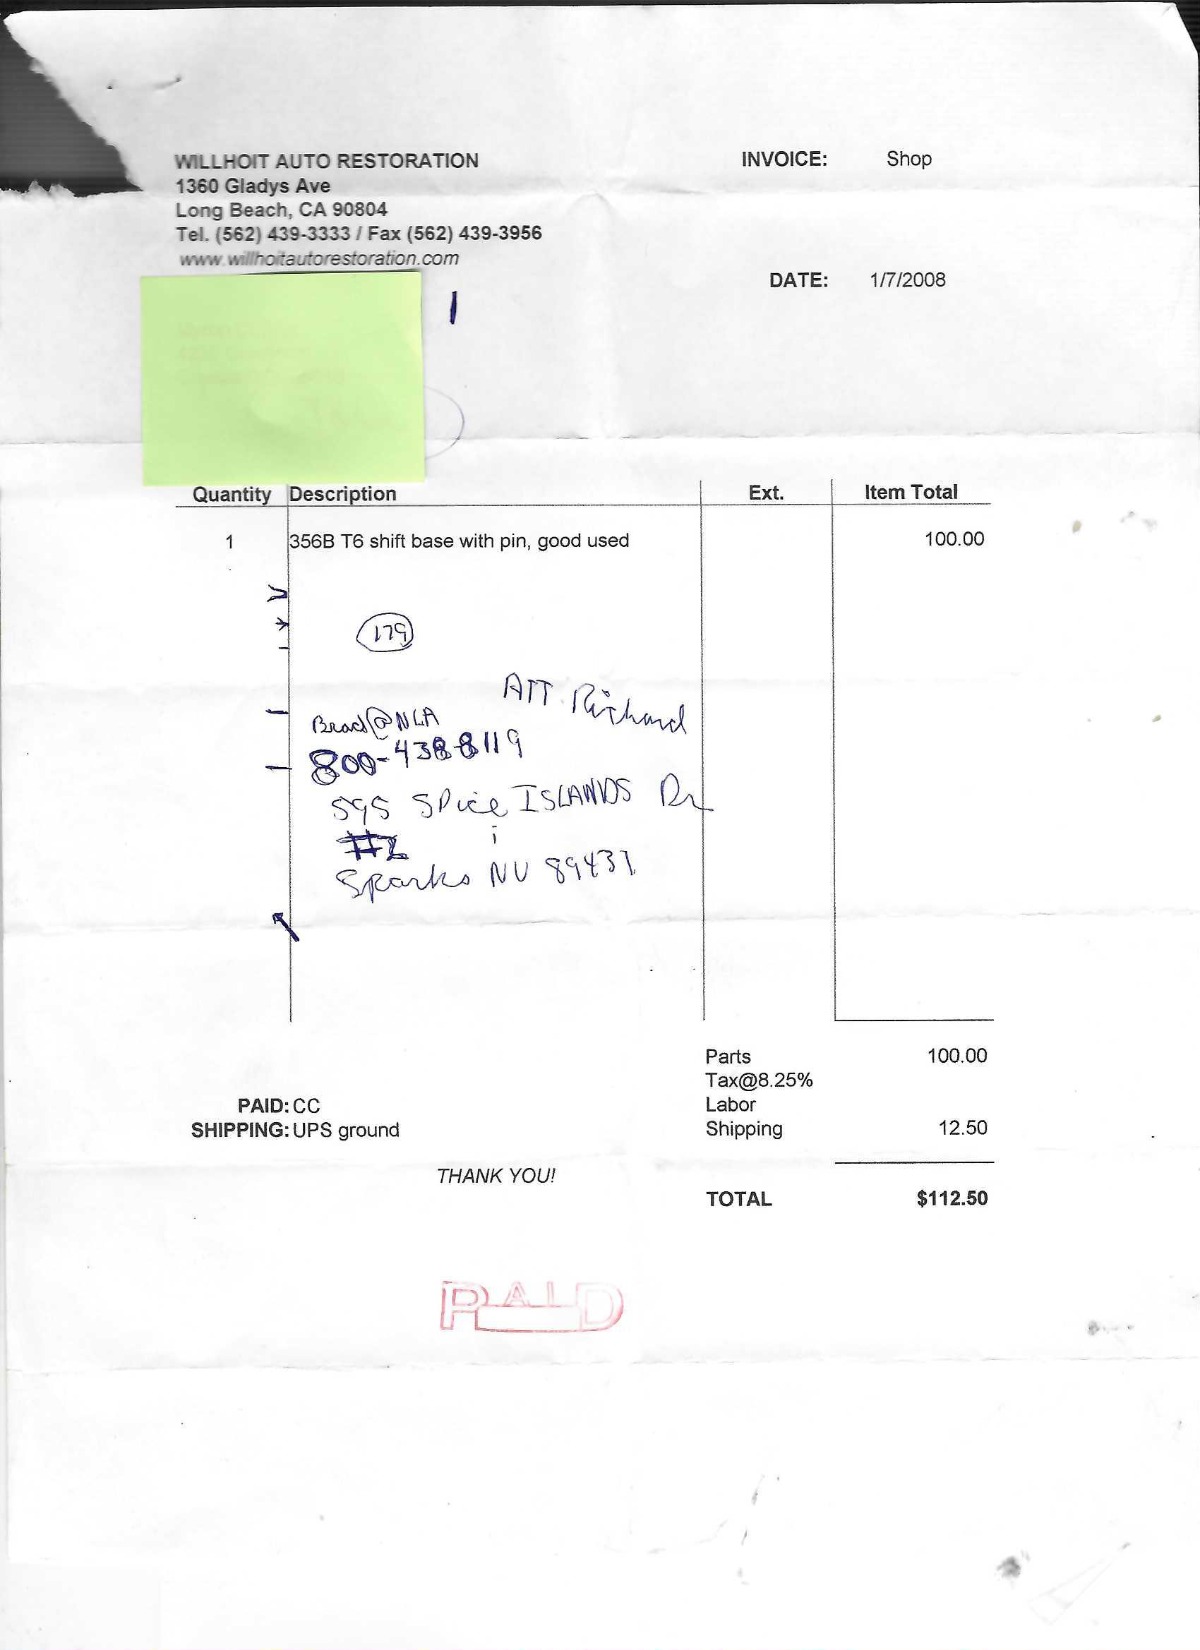 WILLHOIT AUTO RESTORATION
1360 Gladys Ave
Long Beach, CA 90804
Tel. (562) 439-3333 / Fax (562) 439-3956
www.willhoitautorestoration.com
INVOICE: Shop
DATE: 1/7/2008
Quantity Description Ext. Item Total
1 356B T6 shift base with pin, good used 100.00
179
ATT Richard
Brad@NLA
800-438-8119
595 Spice ISLANDS Dr
#2
Sparks NV 89431
Parts 100.00
Tax@8.25%
PAID: CC Labor
SHIPPING: UPS ground Shipping 12.50
THANK YOU!
TOTAL $112.50
PAID